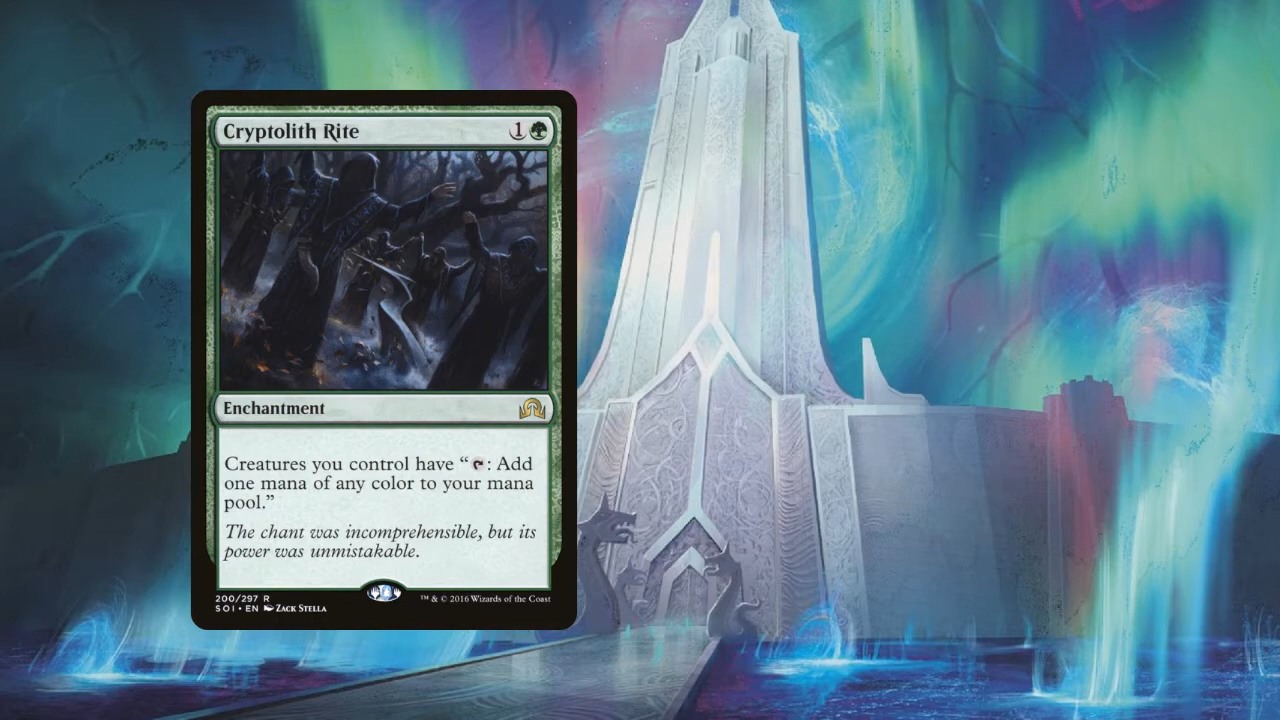 Cryptolith Rite 1
Enchantment
Creatures you control have “ : Add
one mana of any color to your mana
pool.”
The chant was incomprehensible, but its
power was unmistakable.
200/297 R
SOI • EN Zack Stella
™ & © 2016 Wizards of the Coast